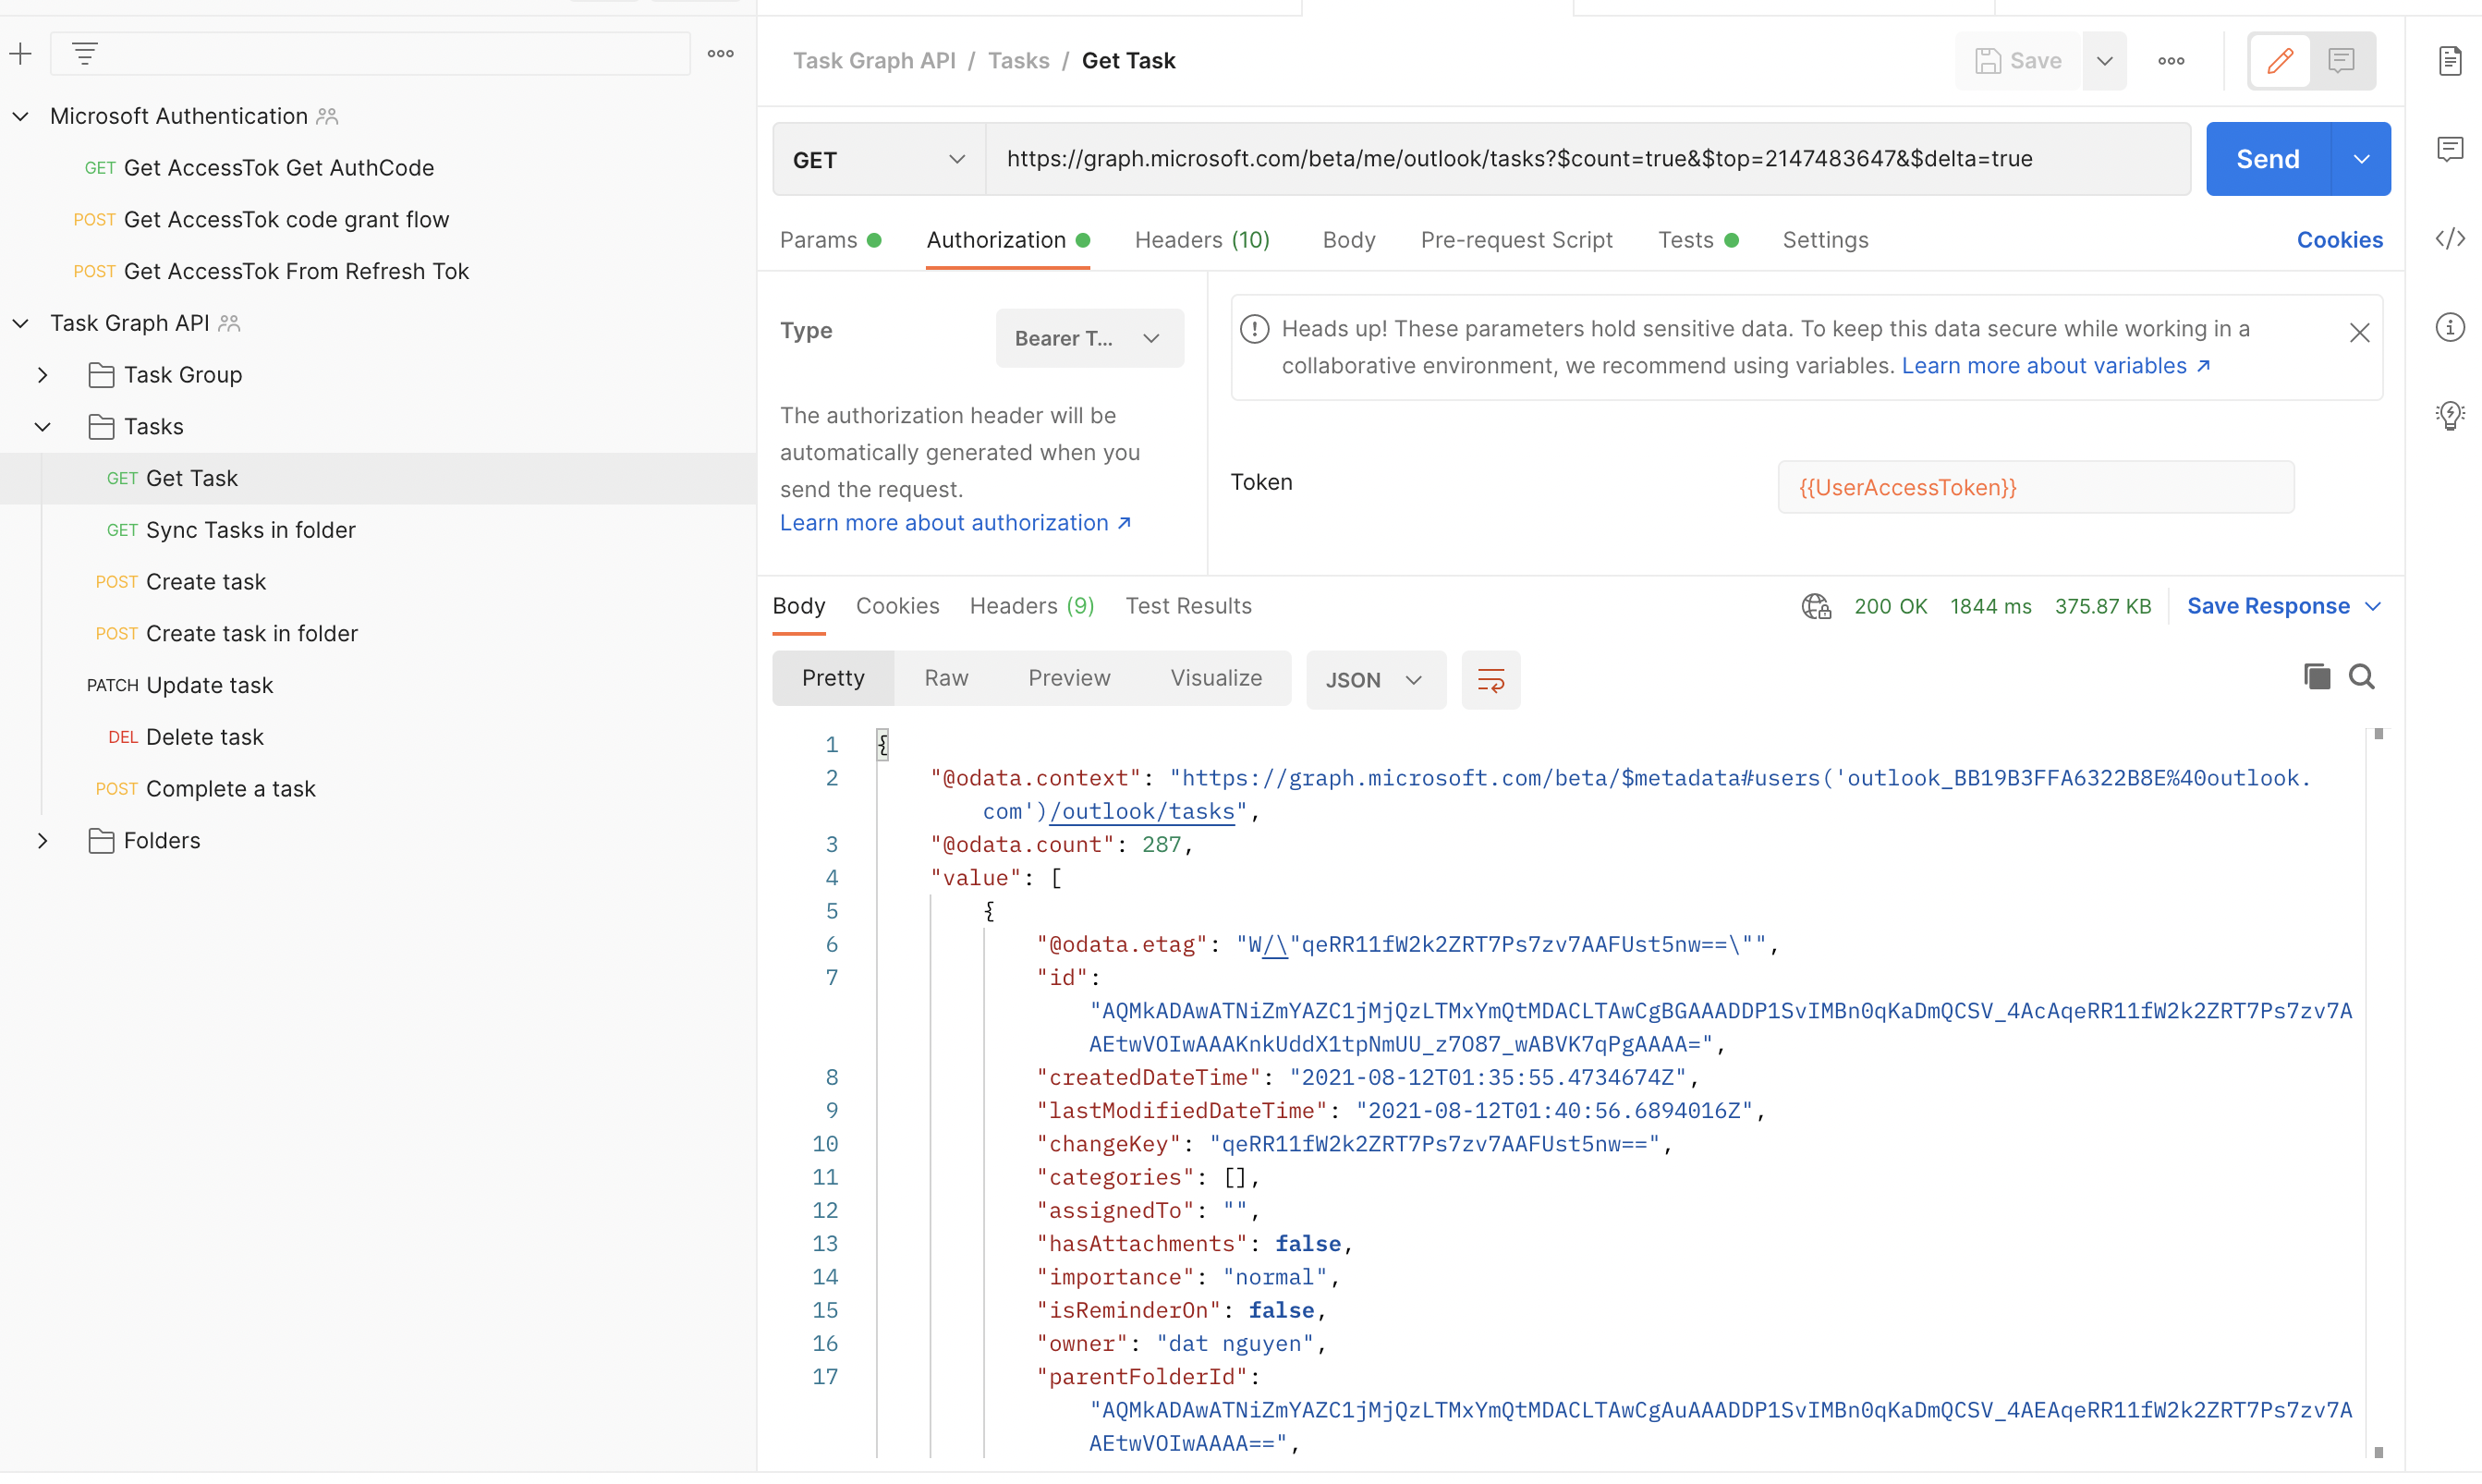 Microsoft Authentication
GET Get AccessTok Get AuthCode
POST Get AccessTok code grant flow
POST Get AccessTok From Refresh Tok
Task Graph API
Task Group
Tasks
GET Get Task
GET Sync Tasks in folder
POST Create task
POST Create task in folder
PATCH Update task
DEL Delete task
POST Complete a task
Folders
Task Graph API / Tasks / Get Task
Save
GET
https://graph.microsoft.com/beta/me/outlook/tasks?$count=true&$top=2147483647&$delta=true
Send
Params Authorization Headers (10) Body Pre-request Script Tests Settings
Cookies
Type
Bearer T...
The authorization header will be
automatically generated when you
send the request.
Learn more about authorization ↗
Heads up! These parameters hold sensitive data. To keep this data secure while working in a
collaborative environment, we recommend using variables. Learn more about variables ↗
Token
{{UserAccessToken}}
Body Cookies Headers (9) Test Results
200 OK 1844 ms 375.87 KB
Save Response
Pretty Raw Preview Visualize
JSON
1 {
2 "@odata.context": "https://graph.microsoft.com/beta/$metadata#users('outlook_BB19B3FFA6322B8E%40outlook.
com')/outlook/tasks",
3 "@odata.count": 287,
4 "value": [
5 {
6 "@odata.etag": "W/\"qeRR11fW2k2ZRT7Ps7zv7AAFUst5nw==\"",
7 "id":
"AQMkADAwATNiZmYAZC1jMjQzLTMxYmQtMDACLTAwCgBGAAADDP1SvIMBn0qKaDmQCSV_4AcAqeRR11fW2k2ZRT7Ps7zv7A
AEtwVOIwAAAKnkUddX1tpNmUU_z7O87_wABVK7qPgAAAA=",
8 "createdDateTime": "2021-08-12T01:35:55.4734674Z",
9 "lastModifiedDateTime": "2021-08-12T01:40:56.6894016Z",
10 "changeKey": "qeRR11fW2k2ZRT7Ps7zv7AAFUst5nw==",
11 "categories": [],
12 "assignedTo": "",
13 "hasAttachments": false,
14 "importance": "normal",
15 "isReminderOn": false,
16 "owner": "dat nguyen",
17 "parentFolderId":
"AQMkADAwATNiZmYAZC1jMjQzLTMxYmQtMDACLTAwCgAuAAADDP1SvIMBn0qKaDmQCSV_4AEAqeRR11fW2k2ZRT7Ps7zv7A
AEtwVOIwAAAA==",